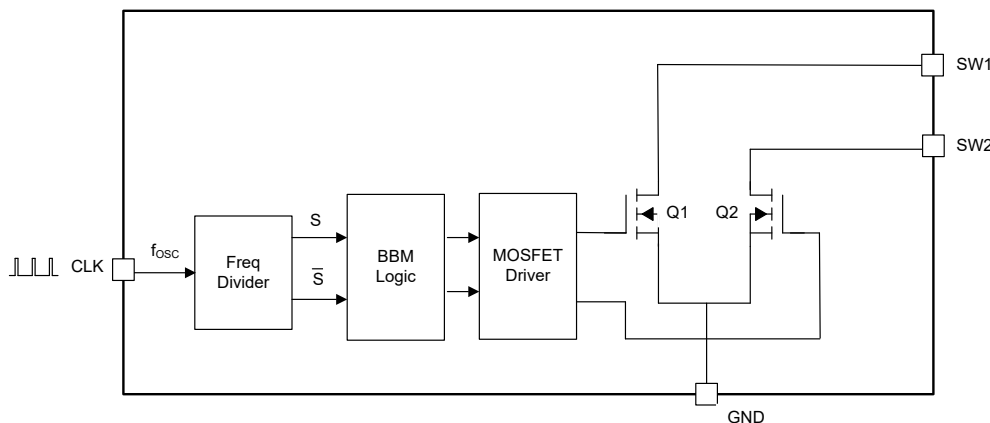 SW1
SW2
Q1
Q2
S
S̅
fOSC
CLK
Freq
Divider
BBM
Logic
MOSFET
Driver
GND